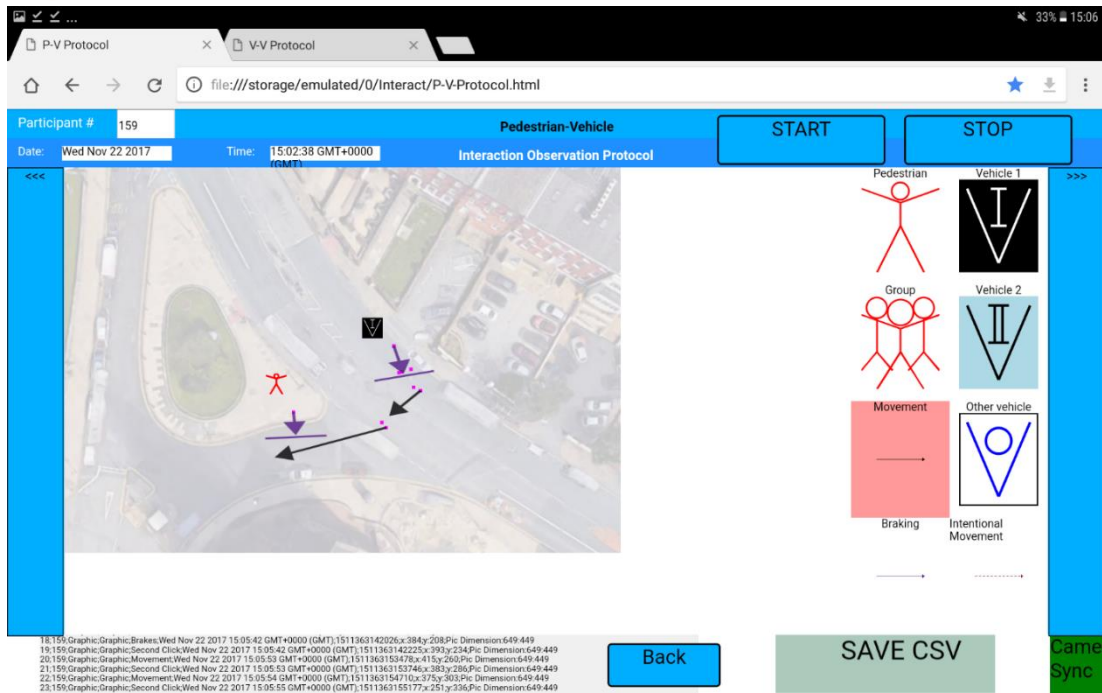 ...
33% 15:06
P-V Protocol × V-V Protocol ×
file:///storage/emulated/0/Interact/P-V-Protocol.html
Participant # 159 Pedestrian-Vehicle START STOP
Date: Wed Nov 22 2017 Time: 15:02:38 GMT+0000 (GMT) Interaction Observation Protocol
<<< Pedestrian Vehicle 1 >>>
Group Vehicle 2
Movement Other vehicle
Braking Intentional Movement
18;159;Graphic;Graphic;Brakes;Wed Nov 22 2017 15:05:42 GMT+0000 (GMT);1511363142026;x:384;y:208;Pic Dimension:649:449
19;159;Graphic;Graphic;Second Click;Wed Nov 22 2017 15:05:42 GMT+0000 (GMT);1511363142225;x:393;y:234;Pic Dimension:649:449
20;159;Graphic;Graphic;Movement;Wed Nov 22 2017 15:05:53 GMT+0000 (GMT);1511363153478;x:415;y:260;Pic Dimension:649:449
21;159;Graphic;Graphic;Second Click;Wed Nov 22 2017 15:05:53 GMT+0000 (GMT);1511363153746;x:383;y:286;Pic Dimension:649:449
22;159;Graphic;Graphic;Movement;Wed Nov 22 2017 15:05:54 GMT+0000 (GMT);1511363154710;x:375;y:303;Pic Dimension:649:449
23;159;Graphic;Graphic;Second Click;Wed Nov 22 2017 15:05:55 GMT+0000 (GMT);1511363155177;x:251;y:336;Pic Dimension:649:449
Back
SAVE CSV
Came
Sync